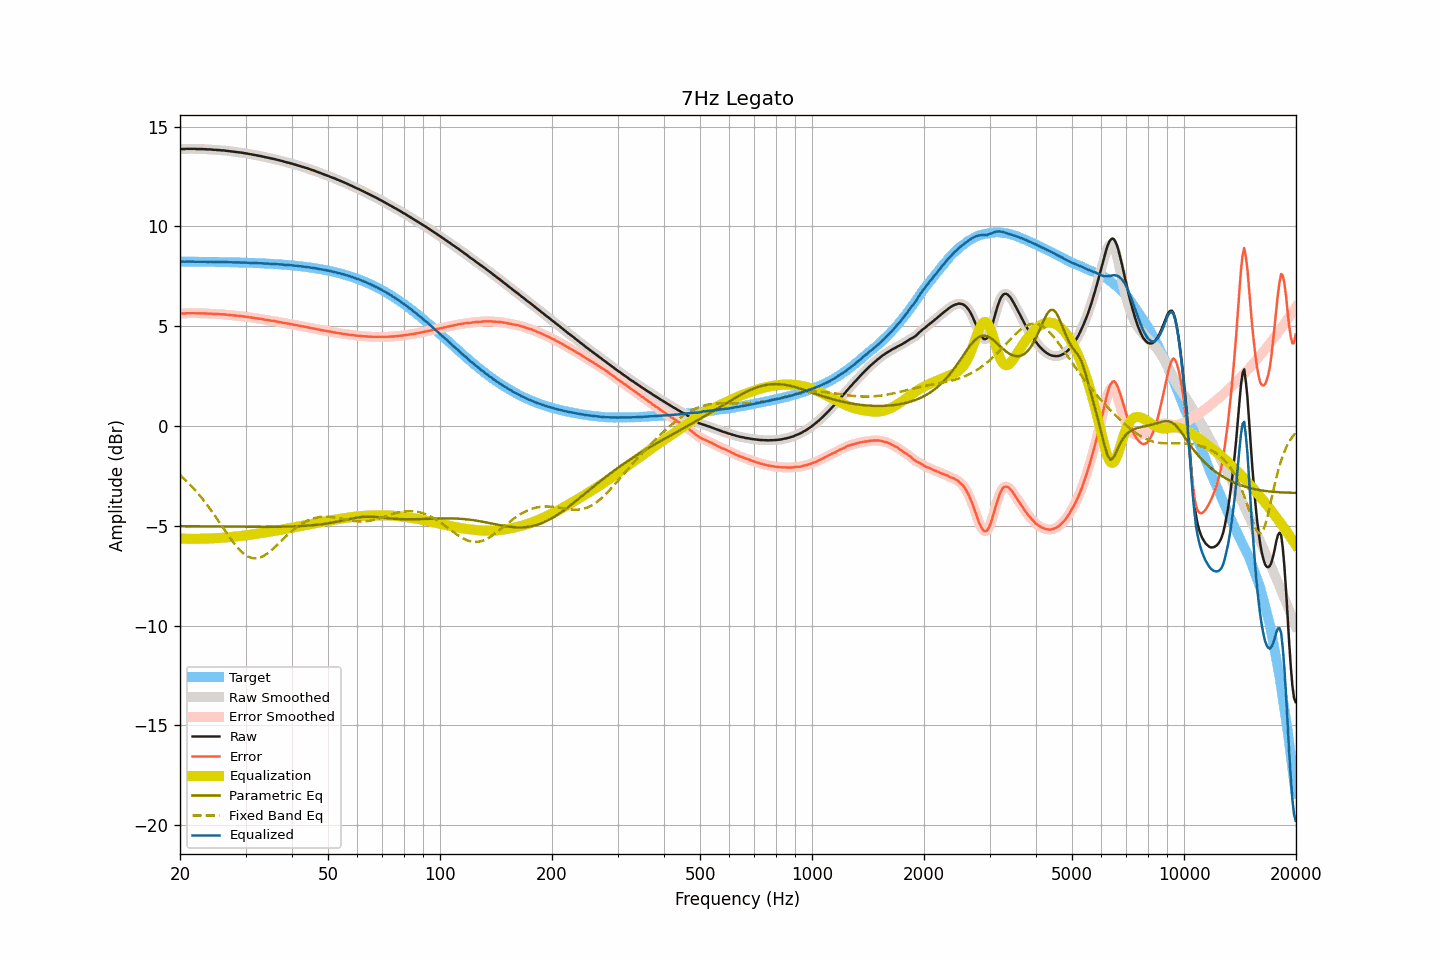 7Hz Legato
15
10
5
0
−5
−10
−15
−20
Amplitude (dBr)
Target
Raw Smoothed
Error Smoothed
Raw
Error
Equalization
Parametric Eq
Fixed Band Eq
Equalized
20 50 100 200 500 1000 2000 5000 10000 20000
Frequency (Hz)